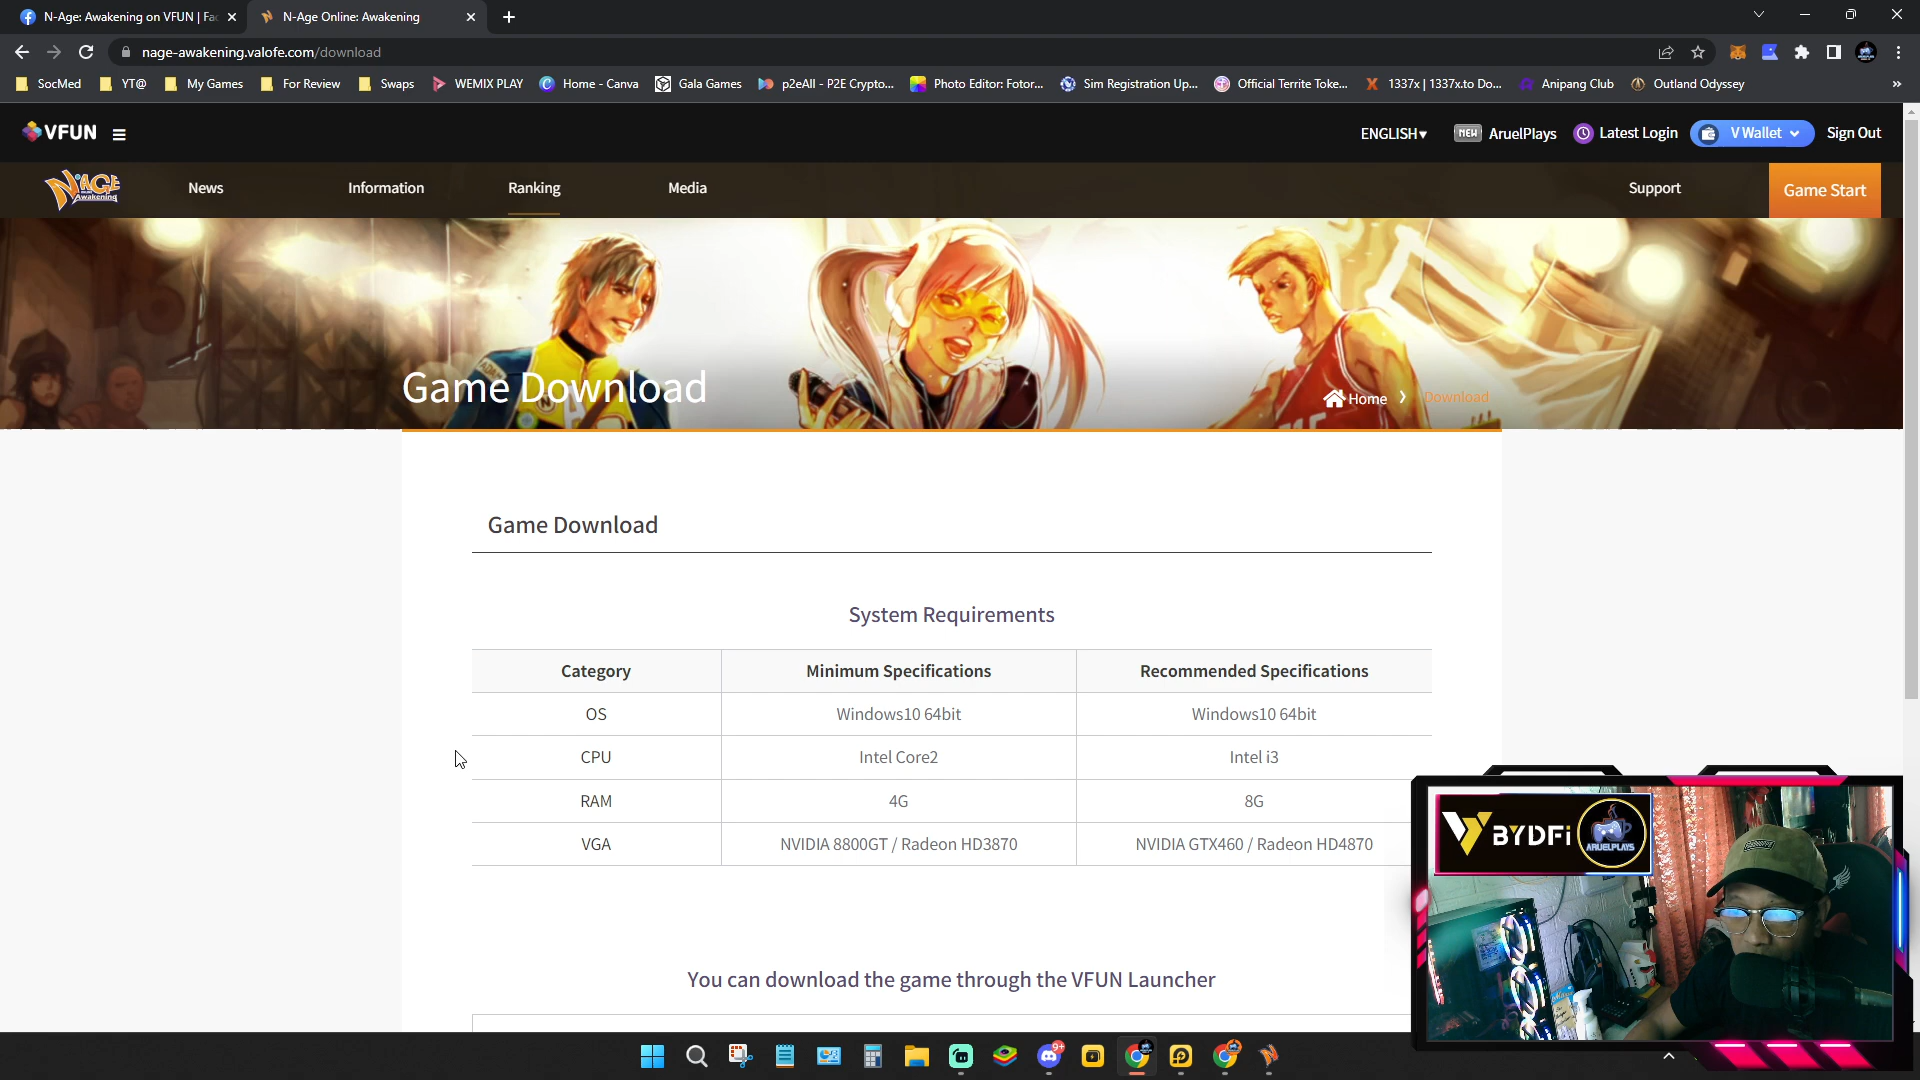 N-Age: Awakening on VFUN | Fac
N-Age Online: Awakening
nage-awakening.valofe.com/download
SocMed
YT@
My Games
For Review
Swaps
WEMIX PLAY
Home - Canva
Gala Games
p2eAll - P2E Crypto...
Photo Editor: Fotor...
Sim Registration Up...
Official Territe Toke...
1337x | 1337x.to Do...
Anipang Club
Outland Odyssey
»
VFUN
ENGLISH▾
NEW
AruelPlays
Latest Login
V Wallet
Sign Out
N-AGE
Awakening
News
Information
Ranking
Media
Support
Game Start
Game Download
Home
Download
Game Download
System Requirements
Category
Minimum Specifications
Recommended Specifications
OS
Windows10 64bit
Windows10 64bit
CPU
Intel Core2
Intel i3
RAM
4G
8G
VGA
NVIDIA 8800GT / Radeon HD3870
NVIDIA GTX460 / Radeon HD4870
You can download the game through the VFUN Launcher
BYDFi
ARUELPLAYS
9+